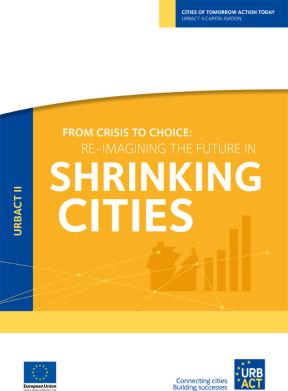 CITIES OF TOMORROW ACTION TODAY
URBACT II CAPITALISATION
FROM CRISIS TO CHOICE:
RE-IMAGINING THE FUTURE IN
SHRINKING
CITIES
URBACT II
European Union
Connecting cities
Building successes
URB
ACT